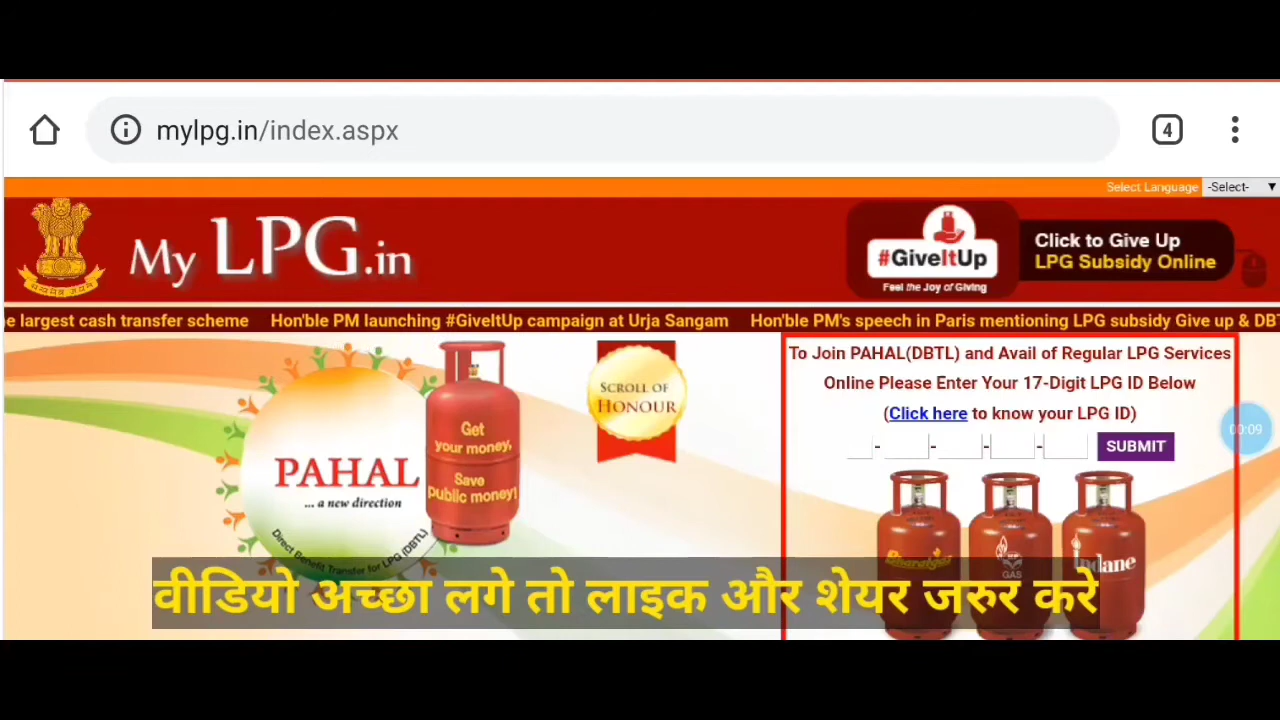 mylpg.in/index.aspx
4
Select Language -Select-
My LPG.in
#GiveItUp
Feel the Joy of Giving
Click to Give Up
LPG Subsidy Online
e largest cash transfer scheme Hon'ble PM launching #GiveItUp campaign at Urja Sangam Hon'ble PM's speech in Paris mentioning LPG subsidy Give up & DBT
PAHAL
... a new direction
Direct Benefit Transfer for LPG (DBTL)
Get
your money,
Save
public money!
SCROLL OF
HONOUR
To Join PAHAL(DBTL) and Avail of Regular LPG Services
Online Please Enter Your 17-Digit LPG ID Below
(Click here to know your LPG ID)
- - - - SUBMIT
00:09
GAS
Indane
वीडियो अच्छा लगे तो लाइक और शेयर जरुर करे